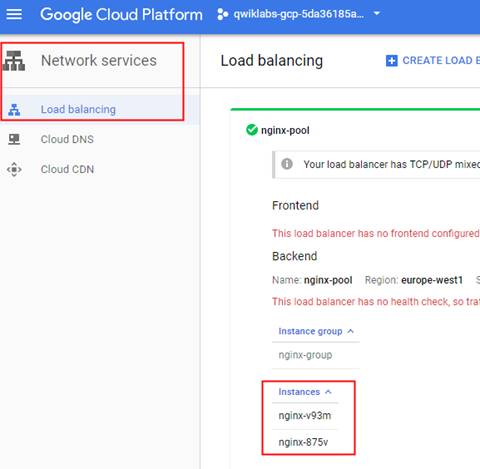 Google Cloud Platform
qwiklabs-gcp-5da36185a...
Network services
Load balancing
Cloud DNS
Cloud CDN
Load balancing
CREATE LOAD
nginx-pool
Your load balancer has TCP/UDP mixed
Frontend
This load balancer has no frontend configured
Backend
Name: nginx-pool Region: europe-west1
This load balancer has no health check, so
Instance group
nginx-group
Instances
nginx-v93m
nginx-875v